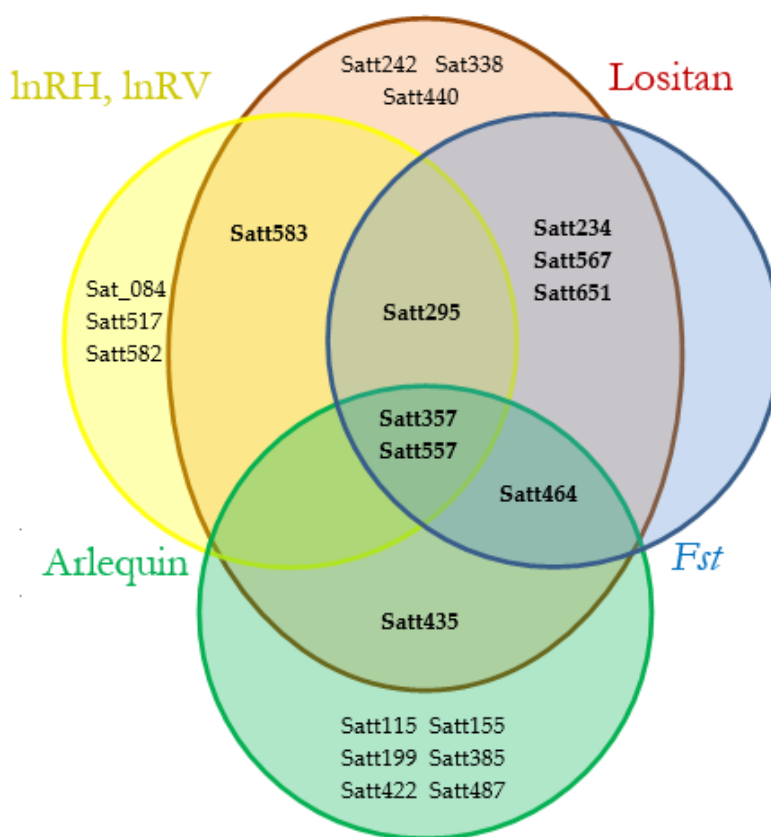 Satt242 Sat338
Satt440
lnRH, lnRV
Lositan
Satt583
Satt234
Satt567
Satt651
Sat_084
Satt517
Satt582
Satt295
Satt357
Satt557
Satt464
Arlequin
Fst
Satt435
Satt115 Satt155
Satt199 Satt385
Satt422 Satt487